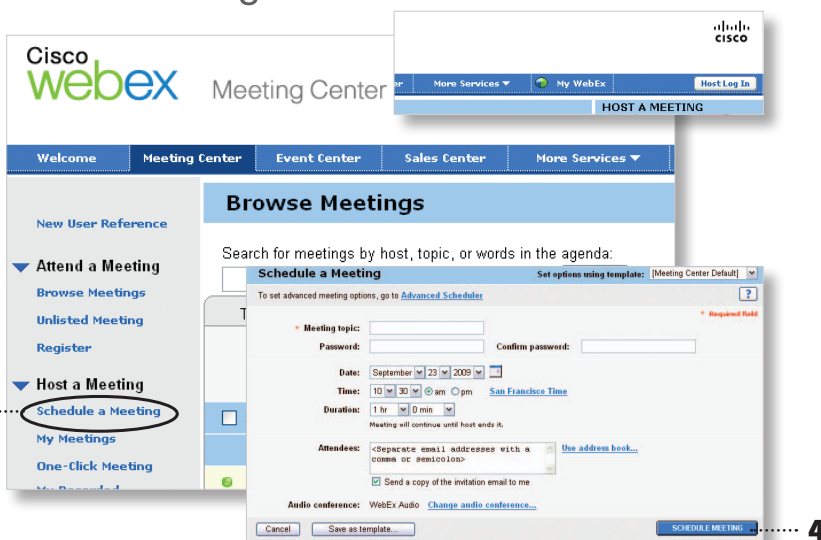 cisco
er More Services My WebEx Host Log In
HOST A MEETING
Cisco
webex Meeting Center
Welcome Meeting Center Event Center Sales Center More Services
New User Reference
Attend a Meeting
Browse Meetings
Unlisted Meeting
Register
Host a Meeting
Schedule a Meeting
My Meetings
One-Click Meeting
Browse Meetings
Search for meetings by host, topic, or words in the agenda:
T
Schedule a Meeting Set options using template: [Meeting Center Default]
To set advanced meeting options, go to Advanced Scheduler ?
* Required field
* Meeting topic:
Password: Confirm password:
Date: September 23 2009
Time: 10 30 am pm San Francisco Time
Duration: 1 hr 0 min
Meeting will continue until host ends it.
Attendees: <Separate email addresses with a
comma or semicolon> Use address book...
Send a copy of the invitation email to me
Audio conference: WebEx Audio Change audio conference...
Cancel Save as template... SCHEDULE MEETING
4